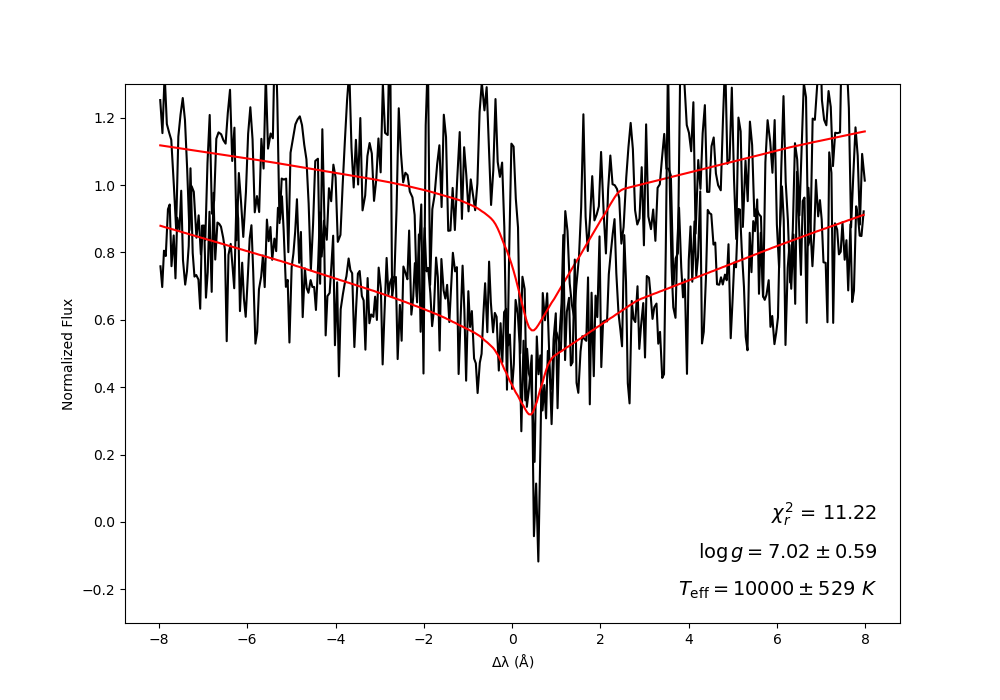 1.2
1.0
0.8
0.6
0.4
0.2
0.0
−0.2
Normalized Flux
χ²ᵣ = 11.22
log g = 7.02 ± 0.59
T_eff = 10000 ± 529 K
−8 −6 −4 −2 0 2 4 6 8
Δλ (Å)